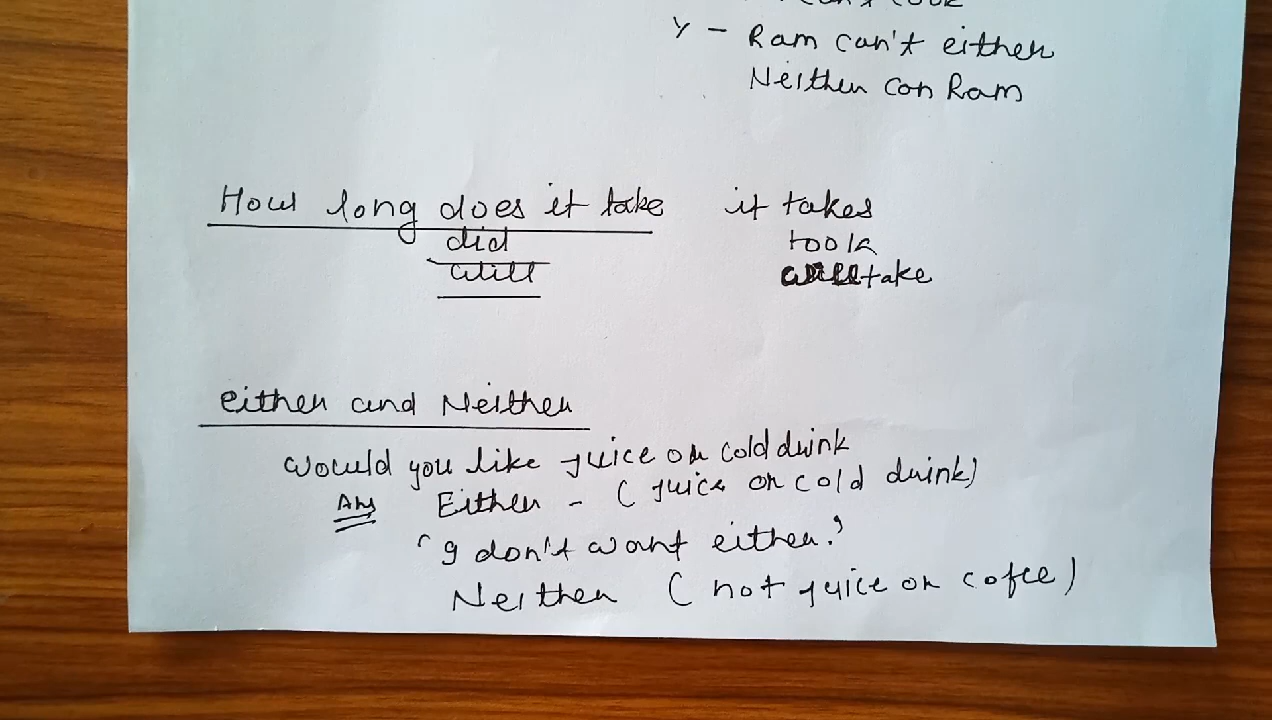 Y - Ram can't either
Neither can Ram
How long does it take it takes
did took
will will take
either and Neither
would you like juice or cold drink
Ans Either - (juice or cold drink)
'I don't want either.'
Neither (not juice or cofee)